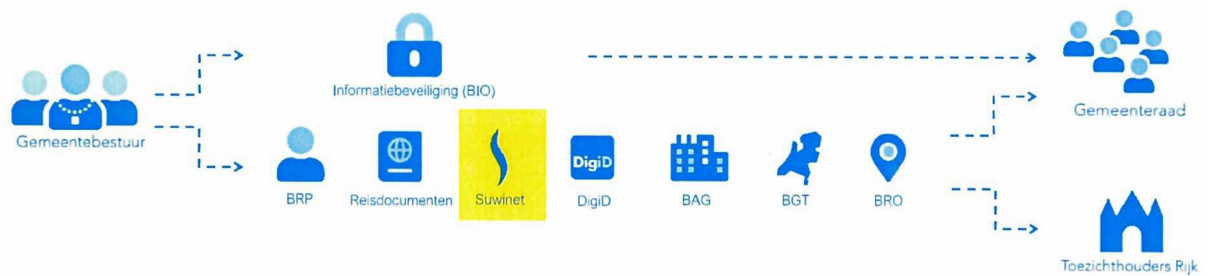 Gemeentebestuur
Informatiebeveiliging (BIO)
BRP
Reisdocumenten
Suwinet
DigiD
DigiD
BAG
BGT
BRO
Gemeenteraad
Toezichthouders Rijk